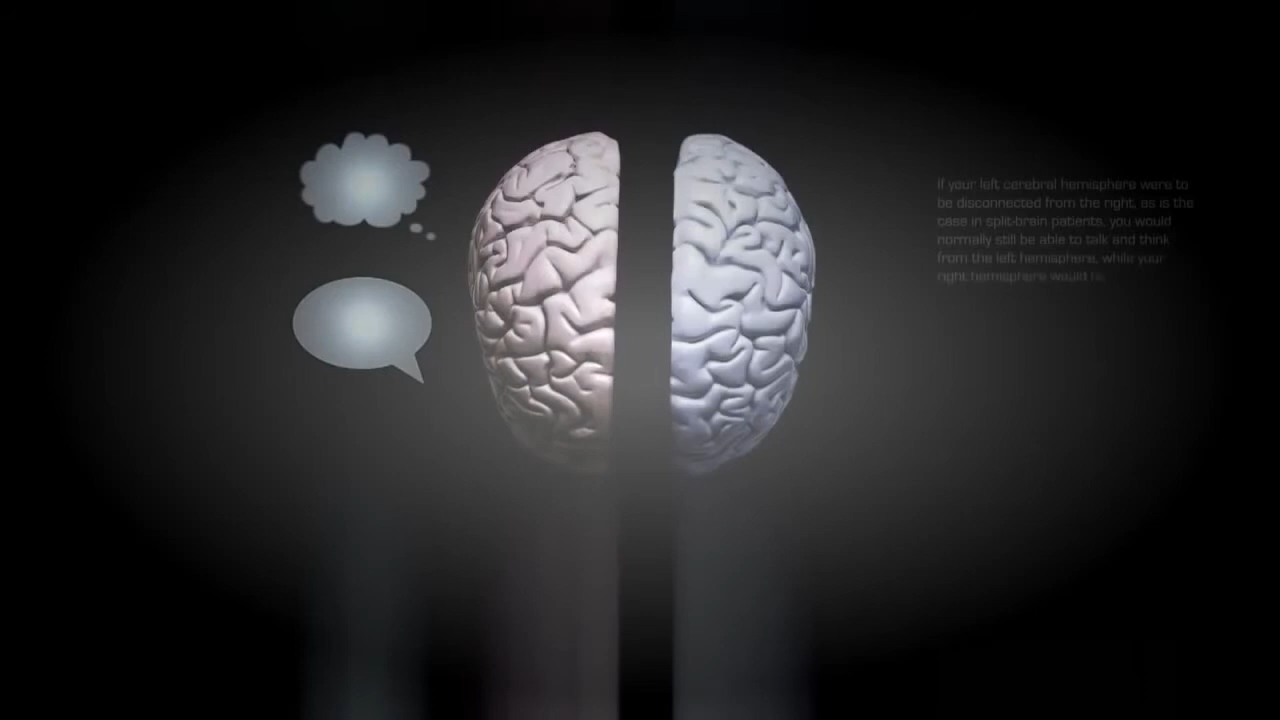 If your left cerebral hemisphere were to
be disconnected from the right, as is the
case in split-brain patients, you would
normally still be able to talk and think
from the left hemisphere, while your
right hemisphere would